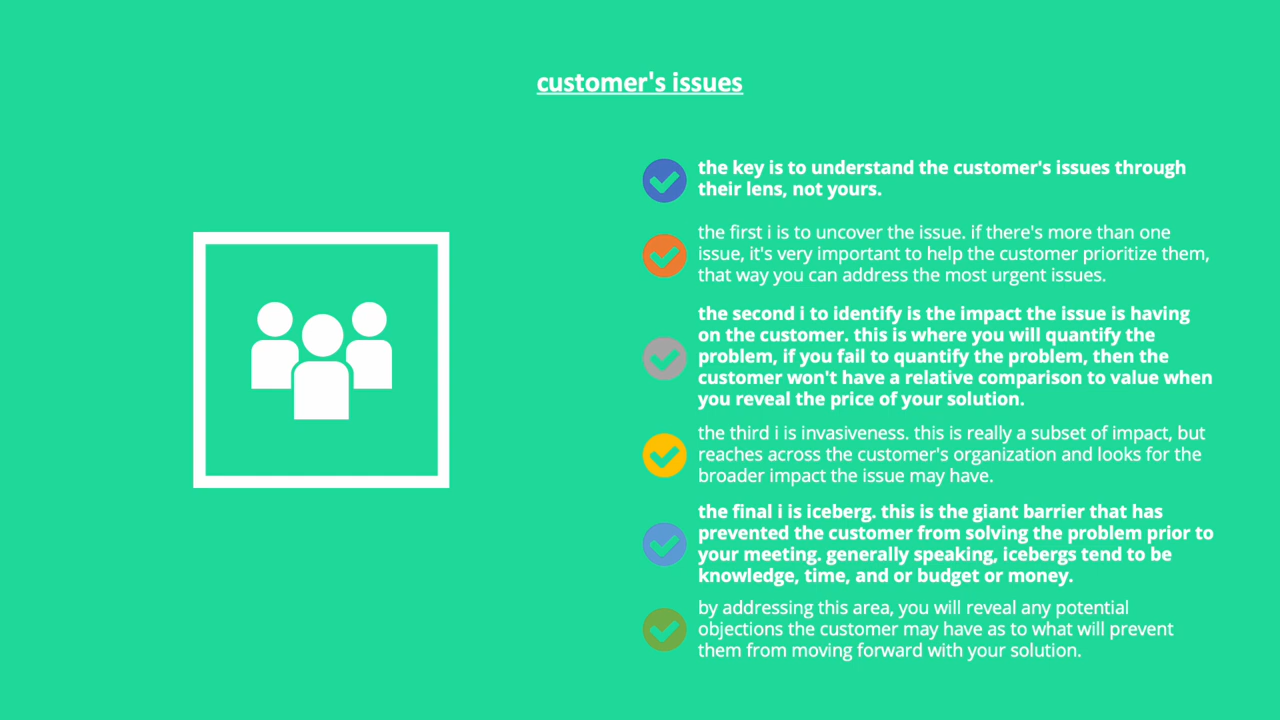 customer's issues
the key is to understand the customer's issues through
their lens, not yours.
the first i is to uncover the issue. if there's more than one
issue, it's very important to help the customer prioritize them,
that way you can address the most urgent issues.
the second i to identify is the impact the issue is having
on the customer. this is where you will quantify the
problem, if you fail to quantify the problem, then the
customer won't have a relative comparison to value when
you reveal the price of your solution.
the third i is invasiveness. this is really a subset of impact, but
reaches across the customer's organization and looks for the
broader impact the issue may have.
the final i is iceberg. this is the giant barrier that has
prevented the customer from solving the problem prior to
your meeting. generally speaking, icebergs tend to be
knowledge, time, and or budget or money.
by addressing this area, you will reveal any potential
objections the customer may have as to what will prevent
them from moving forward with your solution.